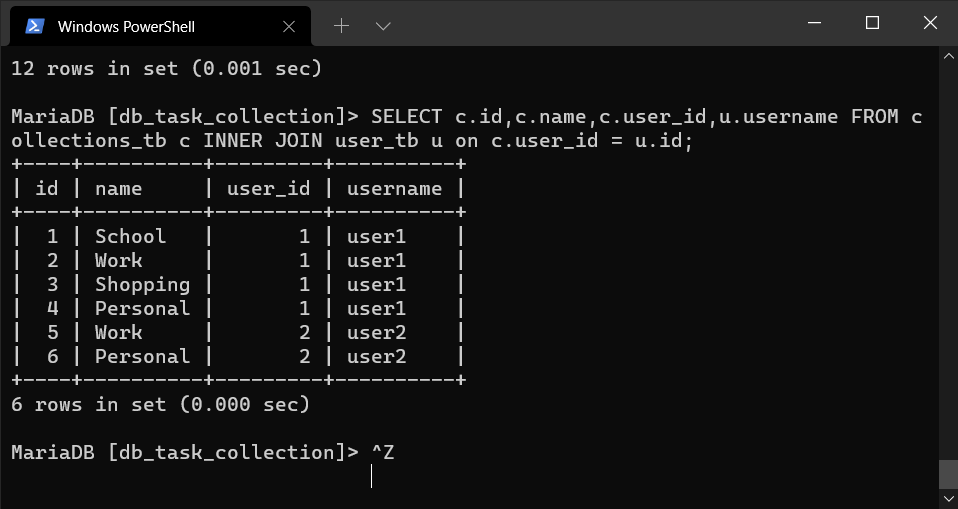 Windows PowerShell
12 rows in set (0.001 sec)
MariaDB [db_task_collection]> SELECT c.id,c.name,c.user_id,u.username FROM c
ollections_tb c INNER JOIN user_tb u on c.user_id = u.id;
+----+----------+---------+----------+
| id | name     | user_id | username |
+----+----------+---------+----------+
|  1 | School   |       1 | user1    |
|  2 | Work     |       1 | user1    |
|  3 | Shopping |       1 | user1    |
|  4 | Personal |       1 | user1    |
|  5 | Work     |       2 | user2    |
|  6 | Personal |       2 | user2    |
+----+----------+---------+----------+
6 rows in set (0.000 sec)
MariaDB [db_task_collection]> ^Z